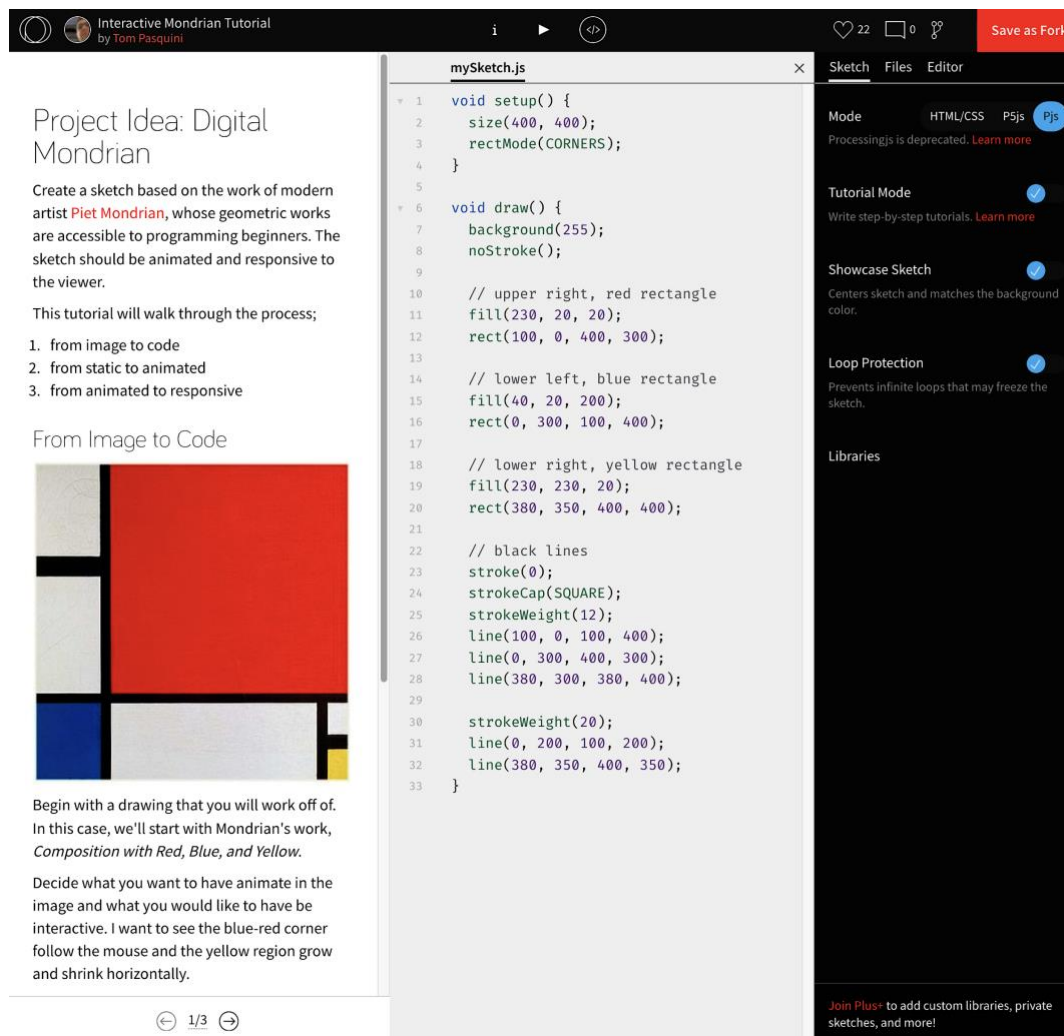 Interactive Mondrian Tutorial
by Tom Pasquini
i
</>
22
0
Save as Fork
Project Idea: Digital
Mondrian
Create a sketch based on the work of modern
artist Piet Mondrian, whose geometric works
are accessible to programming beginners. The
sketch should be animated and responsive to
the viewer.
This tutorial will walk through the process;
1. from image to code
2. from static to animated
3. from animated to responsive
From Image to Code
Begin with a drawing that you will work off of.
In this case, we'll start with Mondrian's work,
Composition with Red, Blue, and Yellow.
Decide what you want to have animate in the
image and what you would like to have be
interactive. I want to see the blue-red corner
follow the mouse and the yellow region grow
and shrink horizontally.
1/3
mySketch.js
1 void setup() {
2 size(400, 400);
3 rectMode(CORNERS);
4 }
5
6 void draw() {
7 background(255);
8 noStroke();
9
10 // upper right, red rectangle
11 fill(230, 20, 20);
12 rect(100, 0, 400, 300);
13
14 // lower left, blue rectangle
15 fill(40, 20, 200);
16 rect(0, 300, 100, 400);
17
18 // lower right, yellow rectangle
19 fill(230, 230, 20);
20 rect(380, 350, 400, 400);
21
22 // black lines
23 stroke(0);
24 strokeCap(SQUARE);
25 strokeWeight(12);
26 line(100, 0, 100, 400);
27 line(0, 300, 400, 300);
28 line(380, 300, 380, 400);
29
30 strokeWeight(20);
31 line(0, 200, 100, 200);
32 line(380, 350, 400, 350);
33 }
Sketch Files Editor
Mode HTML/CSS P5js Pjs
Processingjs is deprecated. Learn more
Tutorial Mode
Write step-by-step tutorials. Learn more
Showcase Sketch
Centers sketch and matches the background
color.
Loop Protection
Prevents infinite loops that may freeze the
sketch.
Libraries
Join Plus+ to add custom libraries, private
sketches, and more!